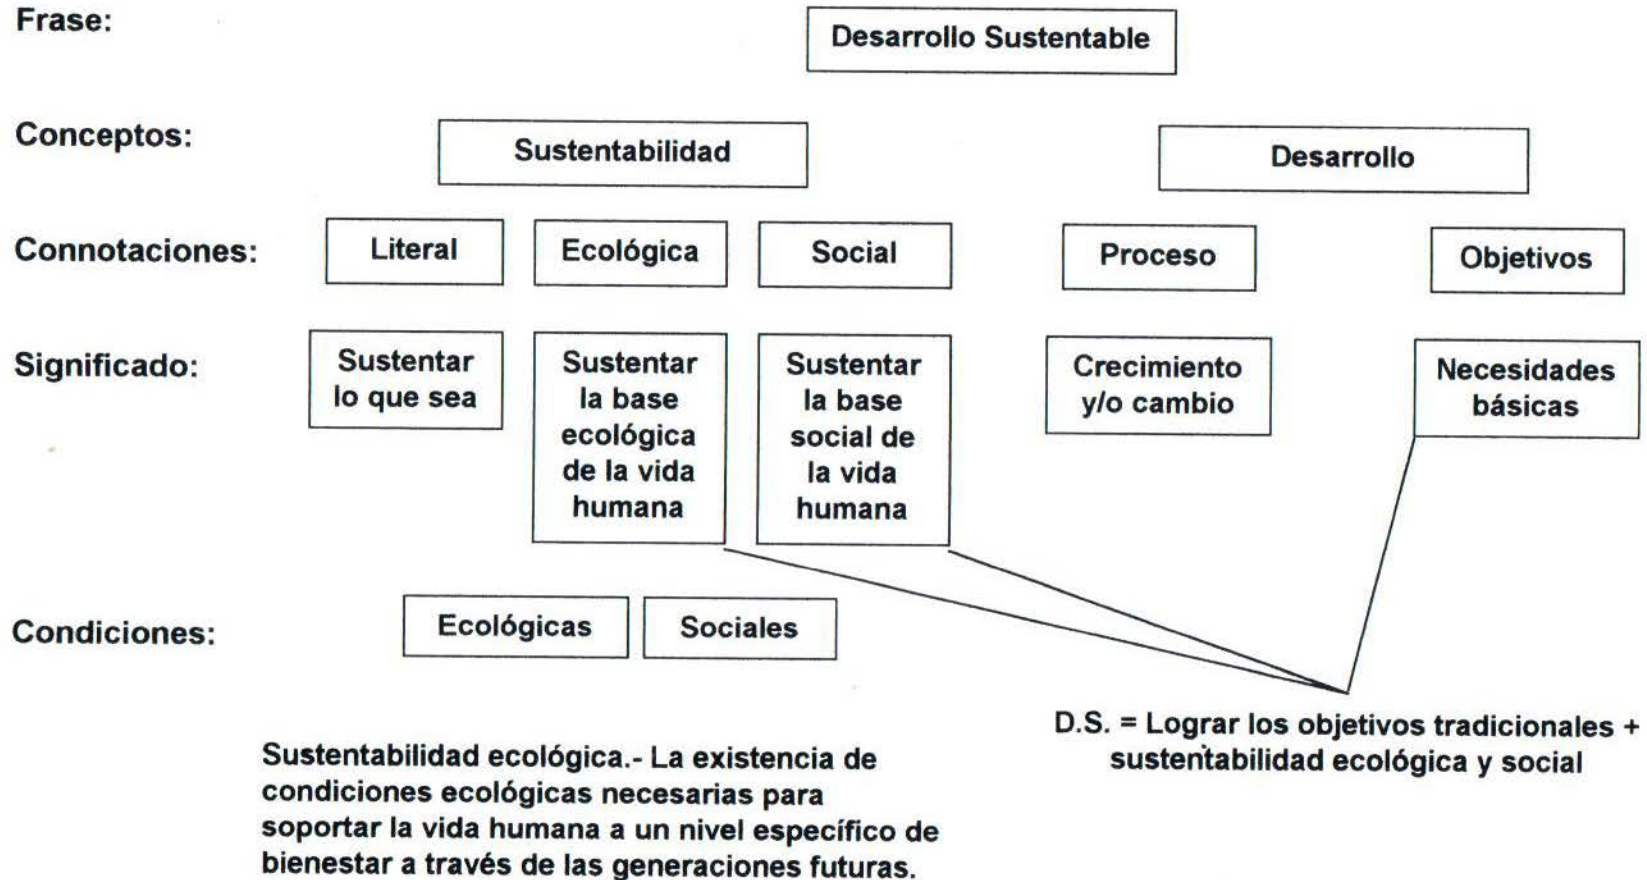 Frase:
Desarrollo Sustentable
Conceptos:
Sustentabilidad
Desarrollo
Connotaciones:
Literal
Ecológica
Social
Proceso
Objetivos
Significado:
Sustentar
lo que sea
Sustentar
la base
ecológica
de la vida
humana
Sustentar
la base
social de
la vida
humana
Crecimiento
y/o cambio
Necesidades
básicas
Condiciones:
Ecológicas
Sociales
D.S. = Lograr los objetivos tradicionales +
sustentabilidad ecológica y social
Sustentabilidad ecológica.- La existencia de
condiciones ecológicas necesarias para
soportar la vida humana a un nivel específico de
bienestar a través de las generaciones futuras.